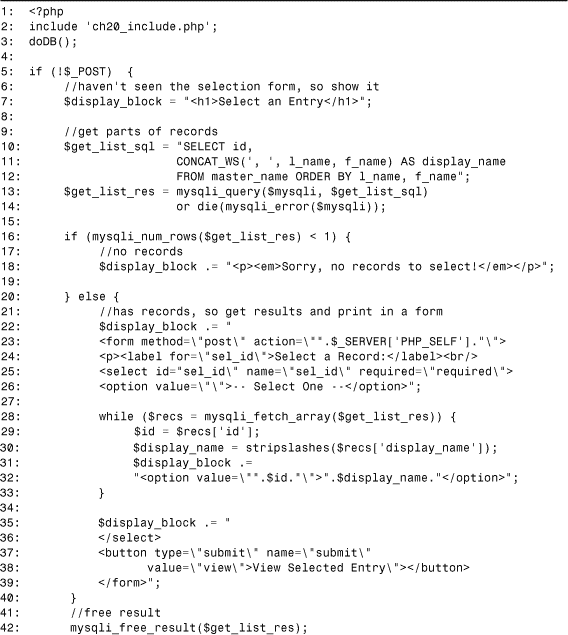 1:  <?php
2:  include 'ch20_include.php';
3:  doDB();
4:
5:  if (!$_POST)  {
6:       //haven't seen the selection form, so show it
7:       $display_block = "<h1>Select an Entry</h1>";
8:
9:       //get parts of records
10:      $get_list_sql = "SELECT id,
11:                      CONCAT_WS(', ', l_name, f_name) AS display_name
12:                      FROM master_name ORDER BY l_name, f_name";
13:      $get_list_res = mysqli_query($mysqli, $get_list_sql)
14:                      or die(mysqli_error($mysqli));
15:
16:      if (mysqli_num_rows($get_list_res) < 1) {
17:           //no records
18:           $display_block .= "<p><em>Sorry, no records to select!</em></p>";
19:
20:      } else {
21:           //has records, so get results and print in a form
22:           $display_block .= "
23:           <form method=\"post\" action=\"".$_SERVER['PHP_SELF']."\">
24:           <p><label for=\"sel_id\">Select a Record:</label><br/>
25:           <select id="sel_id\" name=\"sel_id\" required=\"required\">
26:           <option value=\"\">-- Select One --</option>";
27:
28:           while ($recs = mysqli_fetch_array($get_list_res)) {
29:                $id = $recs['id'];
30:                $display_name = stripslashes($recs['display_name']);
31:                $display_block .=
32:                "<option value=\"".$id."\">".$display_name."</option>";
33:           }
34:
35:           $display_block .= "
36:           </select>
37:           <button type=\"submit\" name=\"submit\"
38:                  value=\"view\">View Selected Entry\"></button>
39:           </form>";
40:       }
41:       //free result
42:       mysqli_free_result($get_list_res);